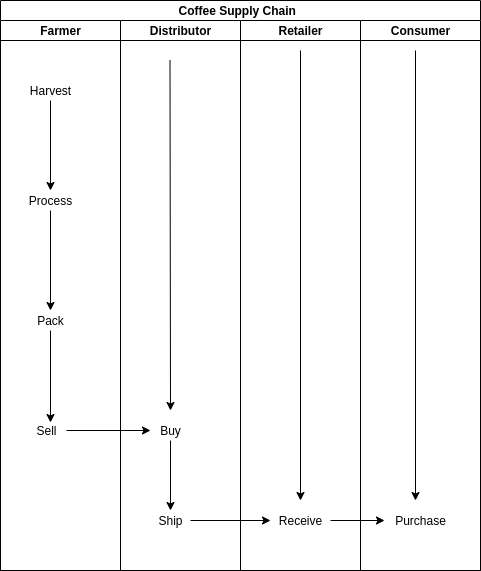 Coffee Supply Chain
Farmer Distributor Retailer Consumer
Harvest
Process
Pack
Sell Buy
Ship Receive Purchase